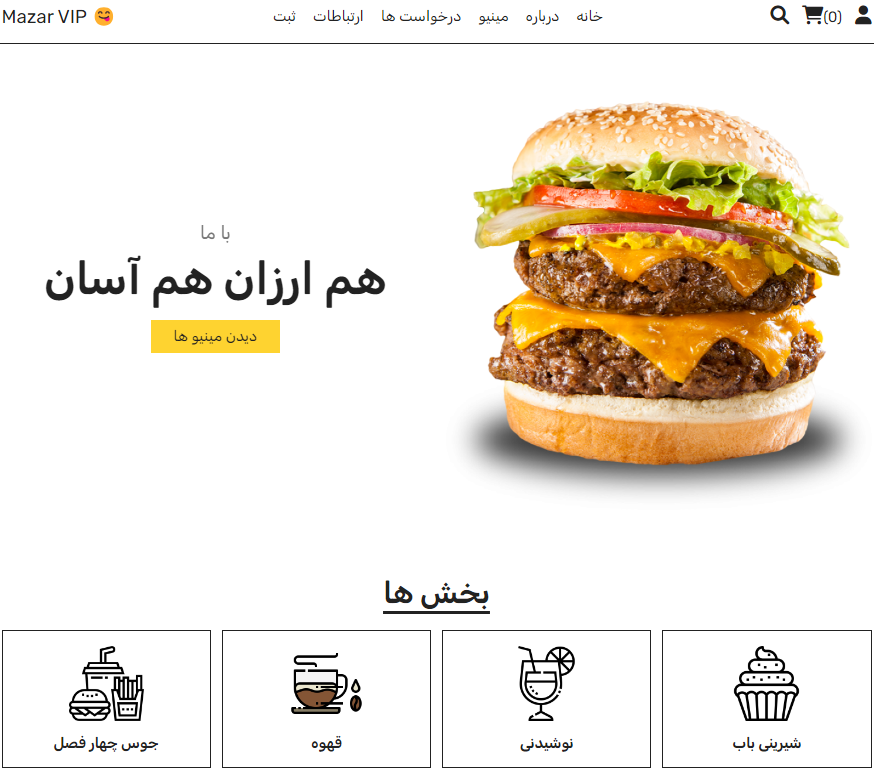 Mazar VIP 😋
خانه درباره مینیو درخواست ها ارتباطات ثبت
(0)
با ما
هم ارزان هم آسان
دیدن مینیو ها
بخش ها
شیرینی باب
نوشیدنی
قهوه
جوس چهار فصل